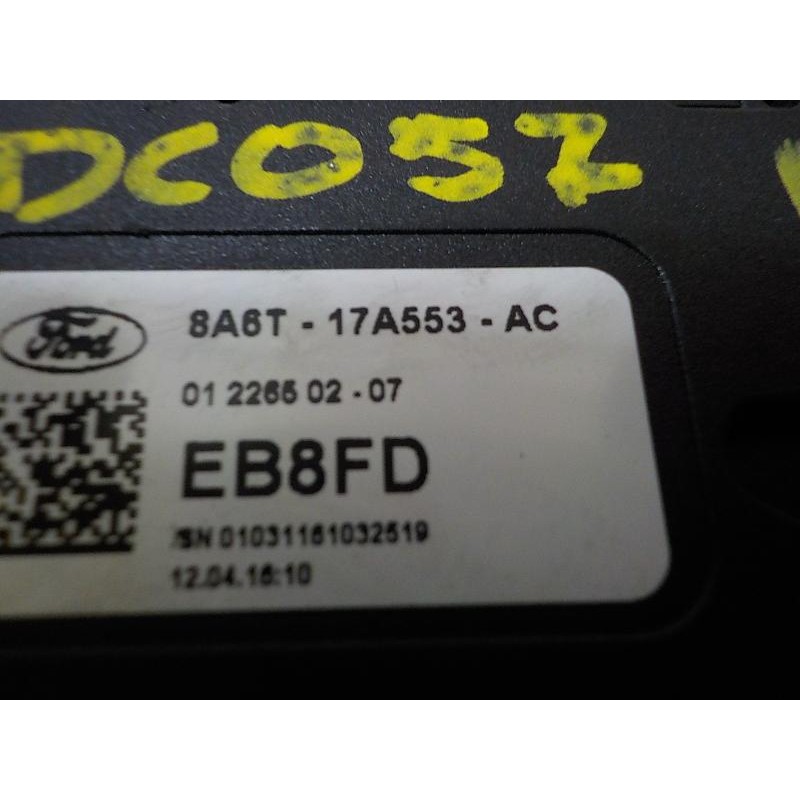 DC057
Ford
8A6T - 17A553 - AC
01 2265 02 - 07
EB8FD
/SN 01031161032519
12.04.16:10